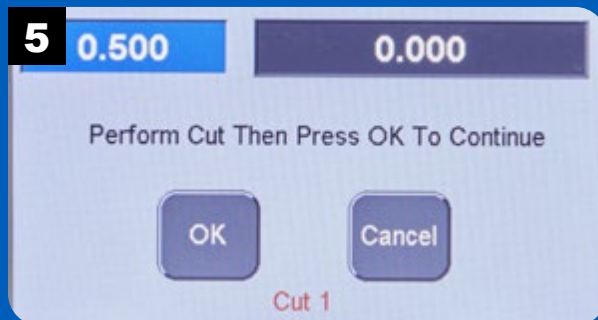 5
0.500 0.000
Perform Cut Then Press OK To Continue
OK Cancel
Cut 1